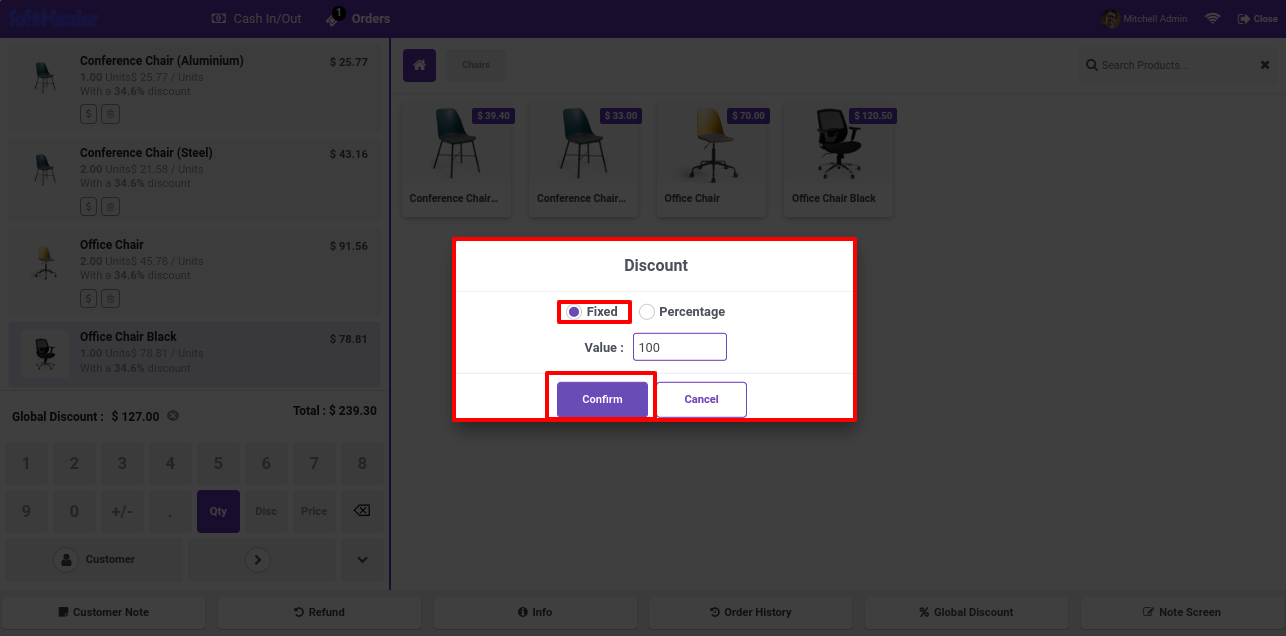 SoftHealer
Cash In/Out
1
Orders
Mitchell Admin
Close
Conference Chair (Aluminium)
$ 25.77
1.00 Units$ 25.77 / Units
With a 34.6% discount
$
Conference Chair (Steel)
$ 43.16
2.00 Units$ 21.58 / Units
With a 34.6% discount
$
Office Chair
$ 91.56
2.00 Units$ 45.78 / Units
With a 34.6% discount
$
Office Chair Black
$ 78.81
1.00 Units$ 78.81 / Units
With a 34.6% discount
Global Discount : $ 127.00
Total : $ 239.30
1 2 3 4 5 6 7 8
9 0 +/- . Qty Disc Price
Customer
Chairs
Search Products...
$ 39.40
Conference Chair...
$ 33.00
Conference Chair...
$ 70.00
Office Chair
$ 120.50
Office Chair Black
Discount
Fixed
Percentage
Value : 100
Confirm
Cancel
Customer Note
Refund
Info
Order History
Global Discount
Note Screen